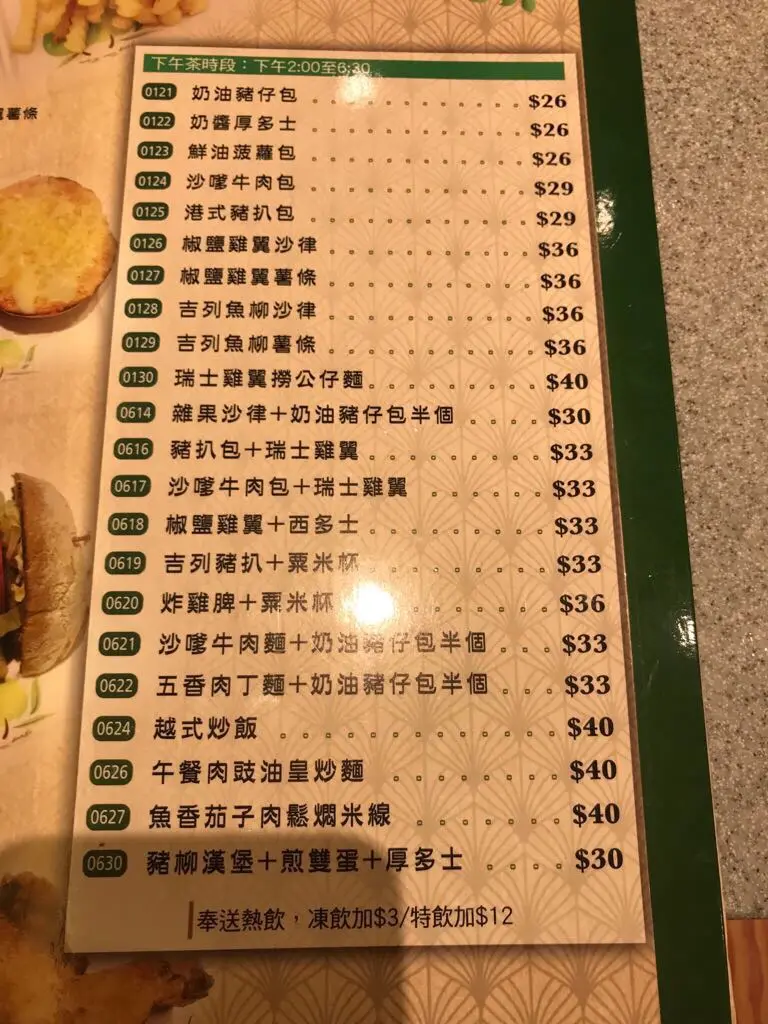 下午茶時段：下午2:00至6:30
0121 奶油豬仔包 $26
0122 奶醬厚多士 $26
0123 鮮油菠蘿包 $26
0124 沙嗲牛肉包 $29
0125 港式豬扒包 $29
0126 椒鹽雞翼沙律 $36
0127 椒鹽雞翼薯條 $36
0128 吉列魚柳沙律 $36
0129 吉列魚柳薯條 $36
0130 瑞士雞翼撈公仔麵 $40
0614 雜果沙律＋奶油豬仔包半個 $30
0616 豬扒包＋瑞士雞翼 $33
0617 沙嗲牛肉包＋瑞士雞翼 $33
0618 椒鹽雞翼＋西多士 $33
0619 吉列豬扒＋粟米杯 $33
0620 炸雞脾＋粟米杯 $36
0621 沙嗲牛肉麵＋奶油豬仔包半個 $33
0622 五香肉丁麵＋奶油豬仔包半個 $33
0624 越式炒飯 $40
0626 午餐肉豉油皇炒麵 $40
0627 魚香茄子肉鬆燜米線 $40
0630 豬柳漢堡＋煎雙蛋＋厚多士 $30
奉送熱飲，凍飲加$3/特飲加$12
薯條